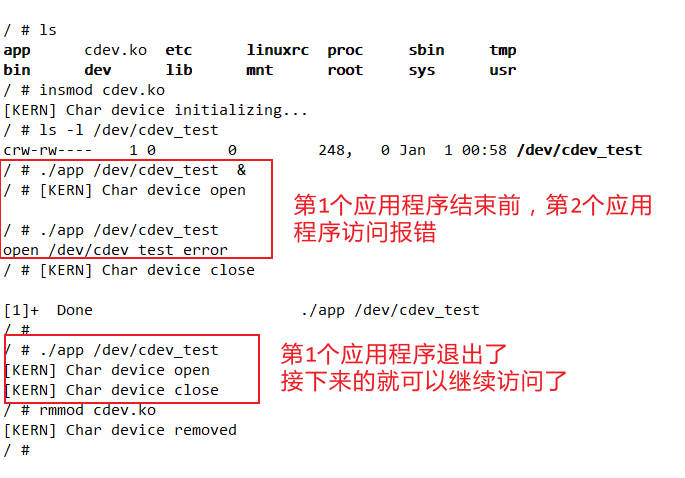 / # ls
app cdev.ko etc linuxrc proc sbin tmp
bin dev lib mnt root sys usr
/ # insmod cdev.ko
[KERN] Char device initializing...
/ # ls -l /dev/cdev_test
crw-rw---- 1 0 0 248, 0 Jan 1 00:58 /dev/cdev_test
/ # ./app /dev/cdev_test &
/ # [KERN] Char device open
/ # ./app /dev/cdev_test
open /dev/cdev_test error
/ # [KERN] Char device close
第1个应用程序结束前，第2个应用
程序访问报错
[1]+ Done ./app /dev/cdev_test
/ #
/ # ./app /dev/cdev_test
[KERN] Char device open
[KERN] Char device close
第1个应用程序退出了
接下来的就可以继续访问了
/ # rmmod cdev.ko
[KERN] Char device removed
/ #